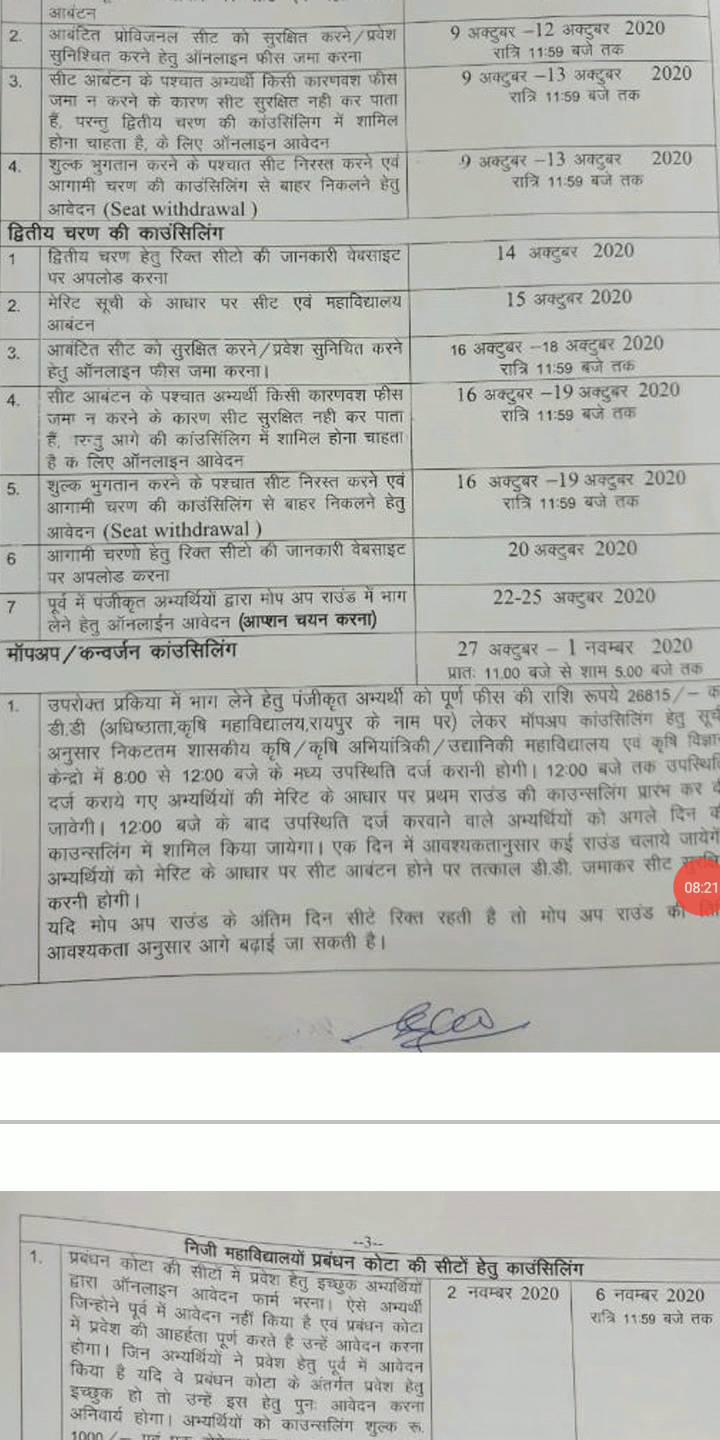 आबंटन
2. आबंटित प्रोविजनल सीट को सुरक्षित करने/प्रवेश 9 अक्टुबर –12 अक्टुबर 2020
सुनिश्चित करने हेतु ऑनलाइन फीस जमा करना रात्रि 11:59 बजे तक
3. सीट आबंटन के पश्चात अभ्यर्थी किसी कारणवश फीस 9 अक्टुबर –13 अक्टुबर 2020
जमा न करने के कारण सीट सुरक्षित नही कर पाता रात्रि 11:59 बजे तक
हैं, परन्तु द्वितीय चरण की कांउसिलिंग में शामिल
होना चाहता है, के लिए ऑनलाइन आवेदन
4. शुल्क भुगतान करने के पश्चात सीट निरस्त करने एवं 9 अक्टुबर –13 अक्टुबर 2020
आगामी चरण की काउंसिलिंग से बाहर निकलने हेतु रात्रि 11:59 बजे तक
आवेदन (Seat withdrawal )
द्वितीय चरण की काउंसिलिंग
1 द्वितीय चरण हेतु रिक्त सीटो की जानकारी वेबसाइट 14 अक्टुबर 2020
पर अपलोड करना
2. मेरिट सूची के आधार पर सीट एवं महाविद्यालय 15 अक्टुबर 2020
आबंटन
3. आबंटित सीट को सुरक्षित करने/प्रवेश सुनिचित करने 16 अक्टुबर –18 अक्टुबर 2020
हेतु ऑनलाइन फीस जमा करना। रात्रि 11:59 बजे तक
4. सीट आबंटन के पश्चात अभ्यर्थी किसी कारणवश फीस 16 अक्टुबर –19 अक्टुबर 2020
जमा न करने के कारण सीट सुरक्षित नही कर पाता रात्रि 11:59 बजे तक
हैं, आगे की कांउसिलिंग में शामिल होना चाहता
है के लिए ऑनलाइन आवेदन
5. शुल्क भुगतान करने के पश्चात सीट निरस्त करने एवं 16 अक्टुबर –19 अक्टुबर 2020
आगामी चरण की काउंसिलिंग से बाहर निकलने हेतु रात्रि 11:59 बजे तक
आवेदन (Seat withdrawal )
6 आगामी चरणो हेतु रिक्त सीटो की जानकारी वेबसाइट 20 अक्टुबर 2020
पर अपलोड करना
7 पूर्व में पंजीकृत अभ्यर्थियों द्वारा मोप अप राउंड में भाग 22-25 अक्टुबर 2020
लेने हेतु ऑनलाईन आवेदन (आप्शन चयन करना)
मॉपअप/कन्वर्जन कांउसिलिंग 27 अक्टुबर – 1 नवम्बर 2020
प्रातः 11.00 बजे से शाम 5.00 बजे तक
1. उपरोक्त प्रकिया में भाग लेने हेतु पंजीकृत अभ्यर्थी को पूर्ण फीस की राशि रूपये 26815/–
डी.डी (अधिष्ठाता,कृषि महाविद्यालय,रायपुर के नाम पर) लेकर मॉपअप कांउसिलिंग हेतु
अनुसार निकटतम शासकीय कृषि/कृषि अभियांत्रिकी/उद्यानिकी महाविद्यालय एवं कृषि
केन्द्रो में 8:00 से 12:00 बजे के मध्य उपस्थिति दर्ज करानी होगी। 12:00 बजे तक
दर्ज कराये गए अभ्यर्थियों की मेरिट के आधार पर प्रथम राउंड की काउन्सलिंग प्रारंभ कर
जावेगी। 12:00 बजे के बाद उपस्थिति दर्ज करवाने वाले अभ्यर्थियों को अगले दिन
काउन्सलिंग में शामिल किया जायेगा। एक दिन में आवश्यकतानुसार कई राउंड चलाये
अभ्यर्थियों को मेरिट के आधार पर सीट आबंटन होने पर तत्काल डी.डी. जमाकर सीट
करनी होगी। 08:21
यदि मोप अप राउंड के अंतिम दिन सीटे रिक्त रहती है तो मोप अप राउंड की
आवश्यकता अनुसार आगे बढ़ाई जा सकती है।
--3--
निजी महाविद्यालयों प्रबंधन कोटा की सीटों हेतु काउंसिलिंग
1. प्रबंधन कोटा की सीटों में प्रवेश हेतु इच्छुक अभ्यर्थियों 2 नवम्बर 2020 6 नवम्बर 2020
द्वारा ऑनलाइन आवेदन फार्म भरना। ऐसे अभ्यर्थी रात्रि 11:59 बजे तक
जिन्होने पूर्व में आवेदन नहीं किया है एवं प्रबंधन कोटा
में प्रवेश की आहर्हता पूर्ण करते है उन्हें आवेदन करना
होगा। जिन अभ्यर्थियों ने प्रवेश हेतु पूर्व में आवेदन
किया है यदि वे प्रबंधन कोटा के अंतर्गत प्रवेश हेतु
इच्छुक हो तो उन्हें इस हेतु पुनः आवेदन करना
अनिवार्य होगा। अभ्यर्थियों को काउन्सलिंग शुल्क रू.
1000/–